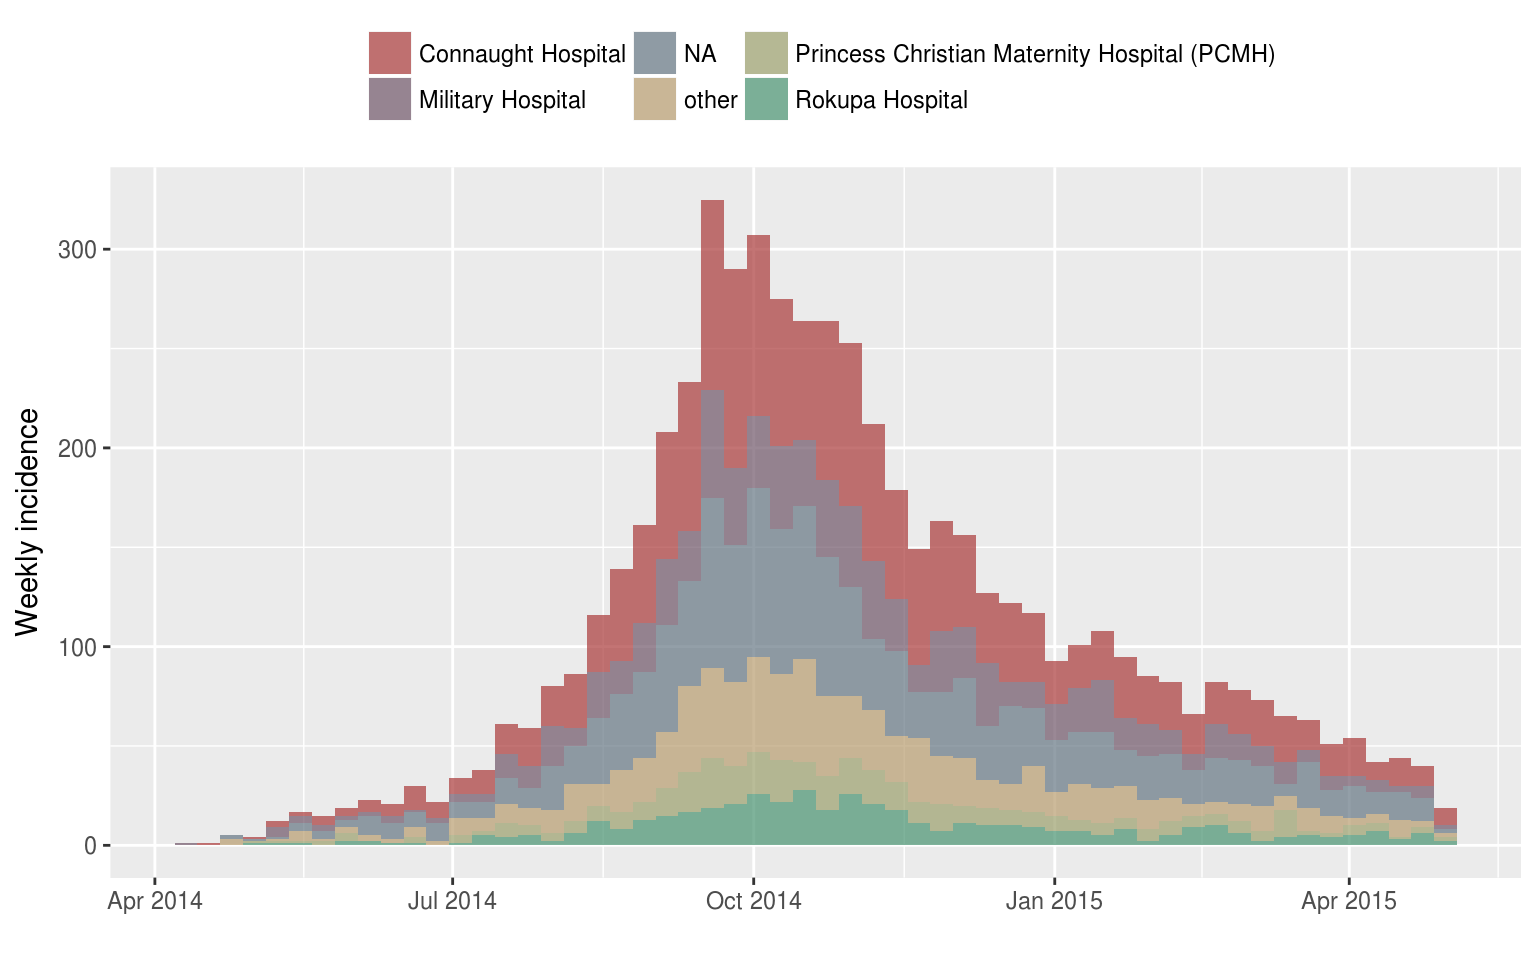 Connaught Hospital NA Princess Christian Maternity Hospital (PCMH)
Military Hospital other Rokupa Hospital
300
200
100
0
Weekly incidence
Apr 2014 Jul 2014 Oct 2014 Jan 2015 Apr 2015